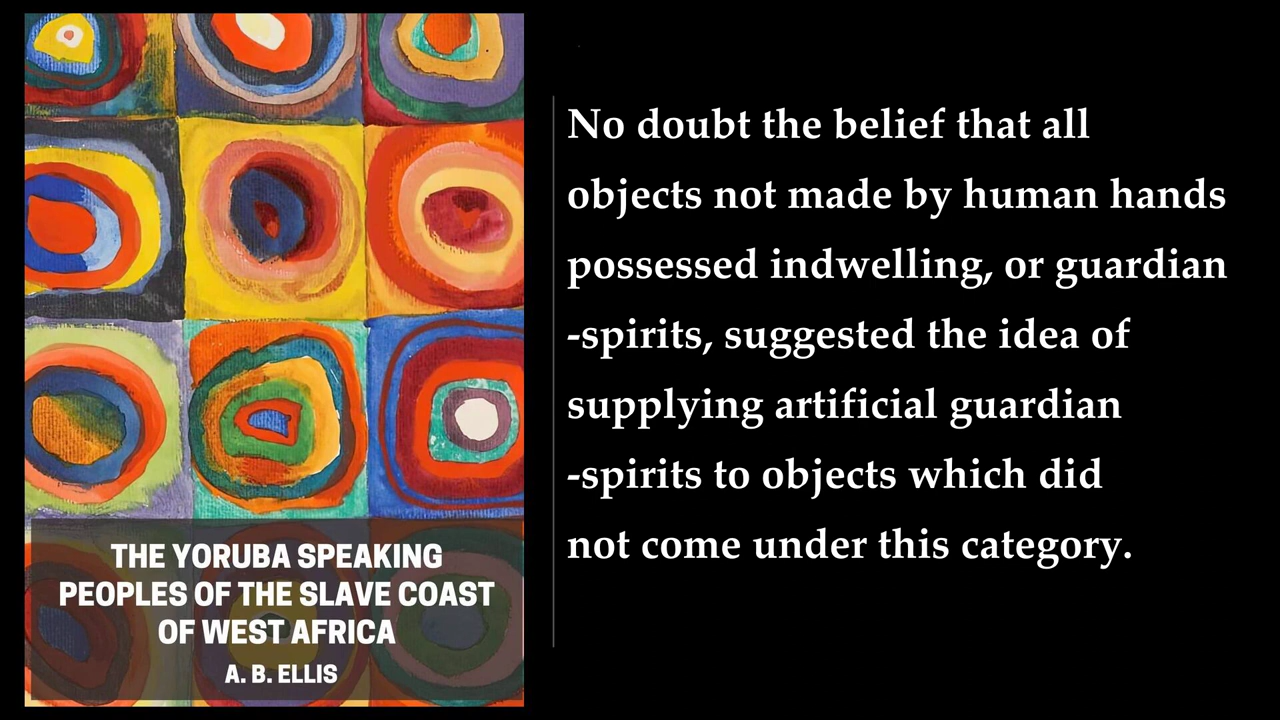 THE YORUBA SPEAKING
PEOPLES OF THE SLAVE COAST
OF WEST AFRICA
A. B. ELLIS
No doubt the belief that all
objects not made by human hands
possessed indwelling, or guardian
-spirits, suggested the idea of
supplying artificial guardian
-spirits to objects which did
not come under this category.